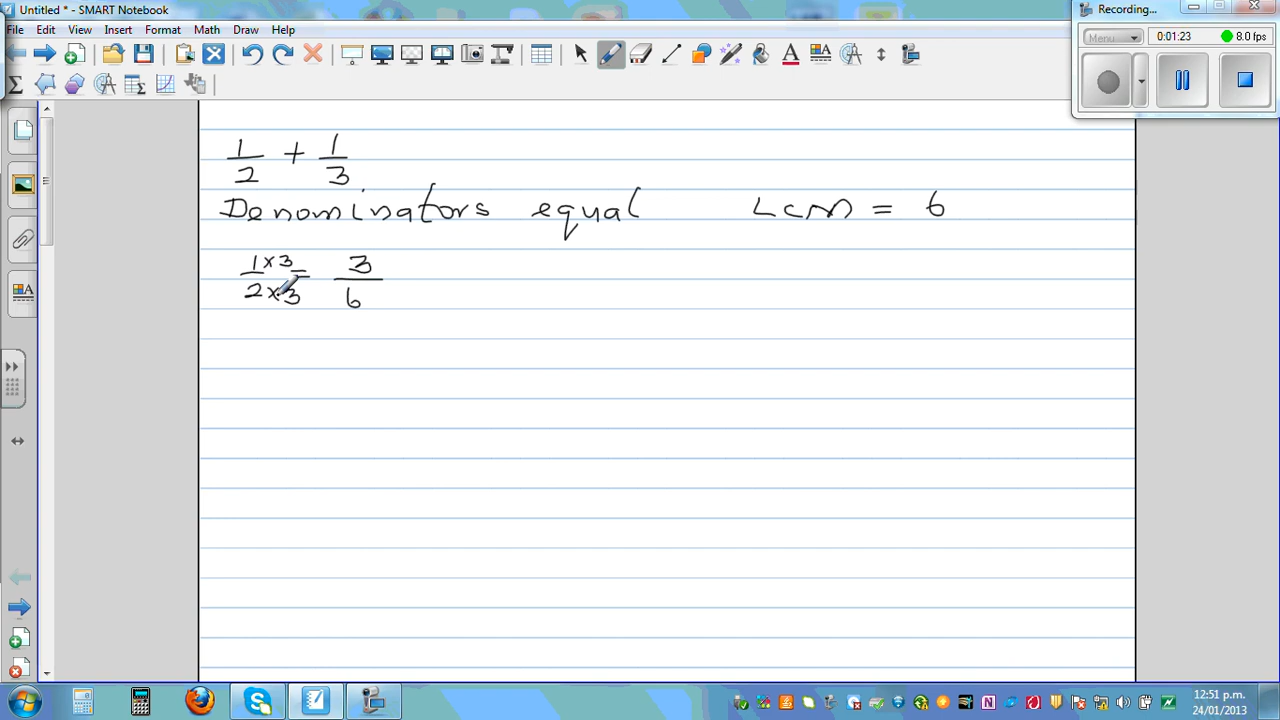 Untitled * - SMART Notebook
File Edit View Insert Format Math Draw Help
Recording...
Menu 0:01:23 8.0 fps
1/2 + 1/3
Denominators equal LCM = 6
1×3/2×3 = 3/6
12:51 p.m.
24/01/2013